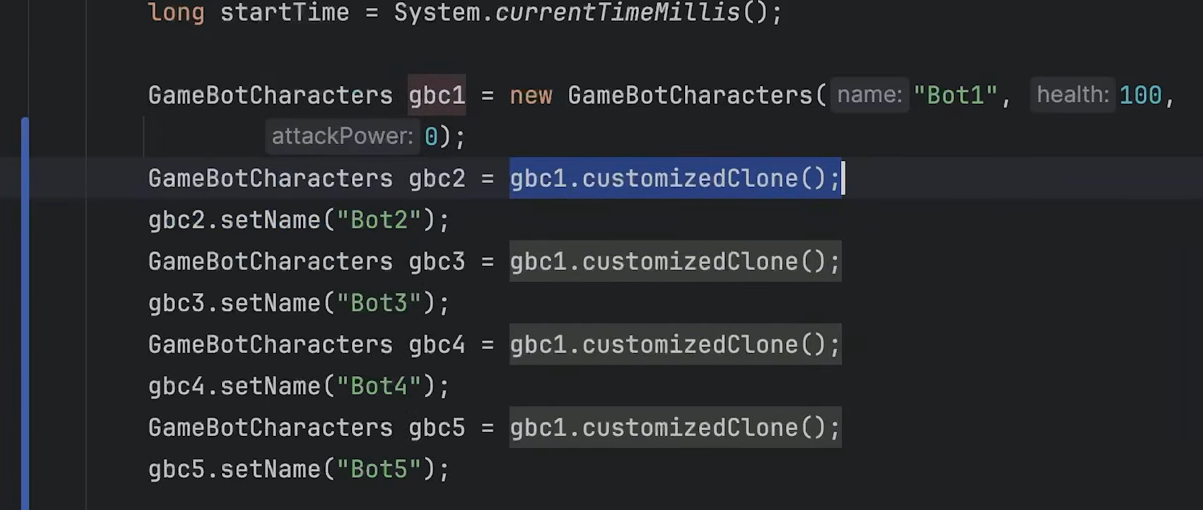 long startTime = System.currentTimeMillis();
GameBotCharacters gbc1 = new GameBotCharacters( name: "Bot1", health: 100,
attackPower: 0);
GameBotCharacters gbc2 = gbc1.customizedClone();
gbc2.setName("Bot2");
GameBotCharacters gbc3 = gbc1.customizedClone();
gbc3.setName("Bot3");
GameBotCharacters gbc4 = gbc1.customizedClone();
gbc4.setName("Bot4");
GameBotCharacters gbc5 = gbc1.customizedClone();
gbc5.setName("Bot5");